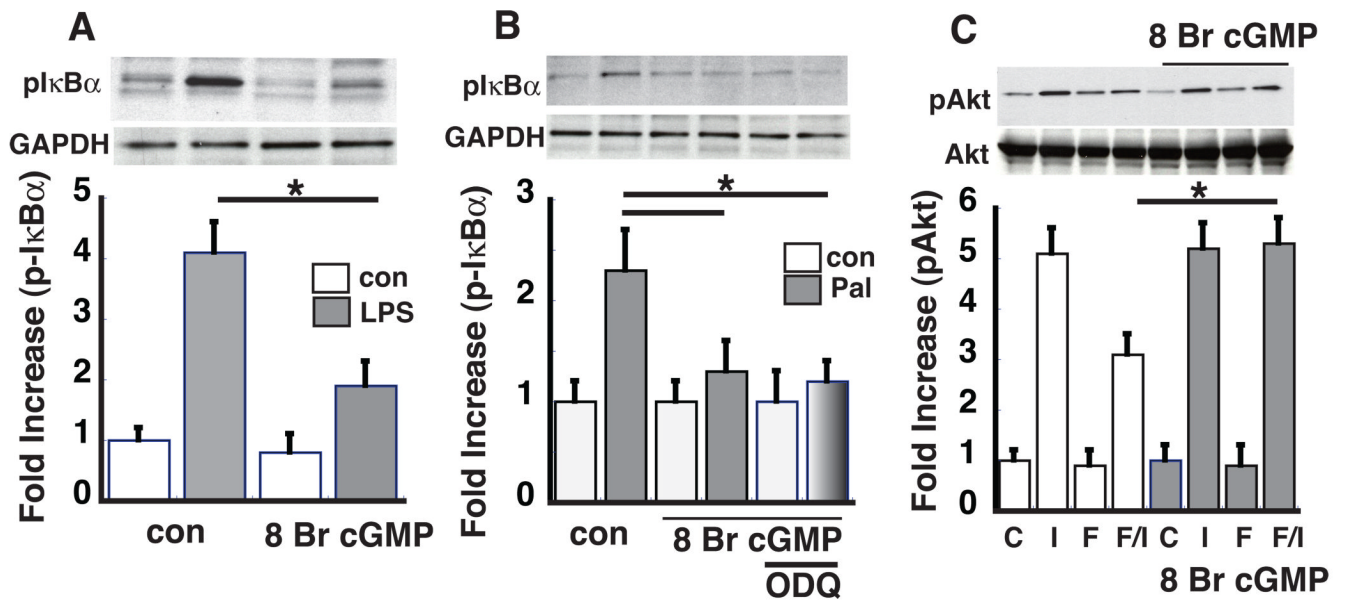 A
pIκBα
GAPDH
Fold Increase (p-IκBα)
5
4
3
2
1
0
*
con
LPS
con
8 Br cGMP
B
pIκBα
GAPDH
Fold Increase (p-IκBα)
3
2
1
0
*
con
Pal
con
8 Br cGMP
ODQ
C
8 Br cGMP
pAkt
Akt
Fold Increase (pAkt)
6
5
4
3
2
1
0
*
C I F F/I C I F F/I
8 Br cGMP